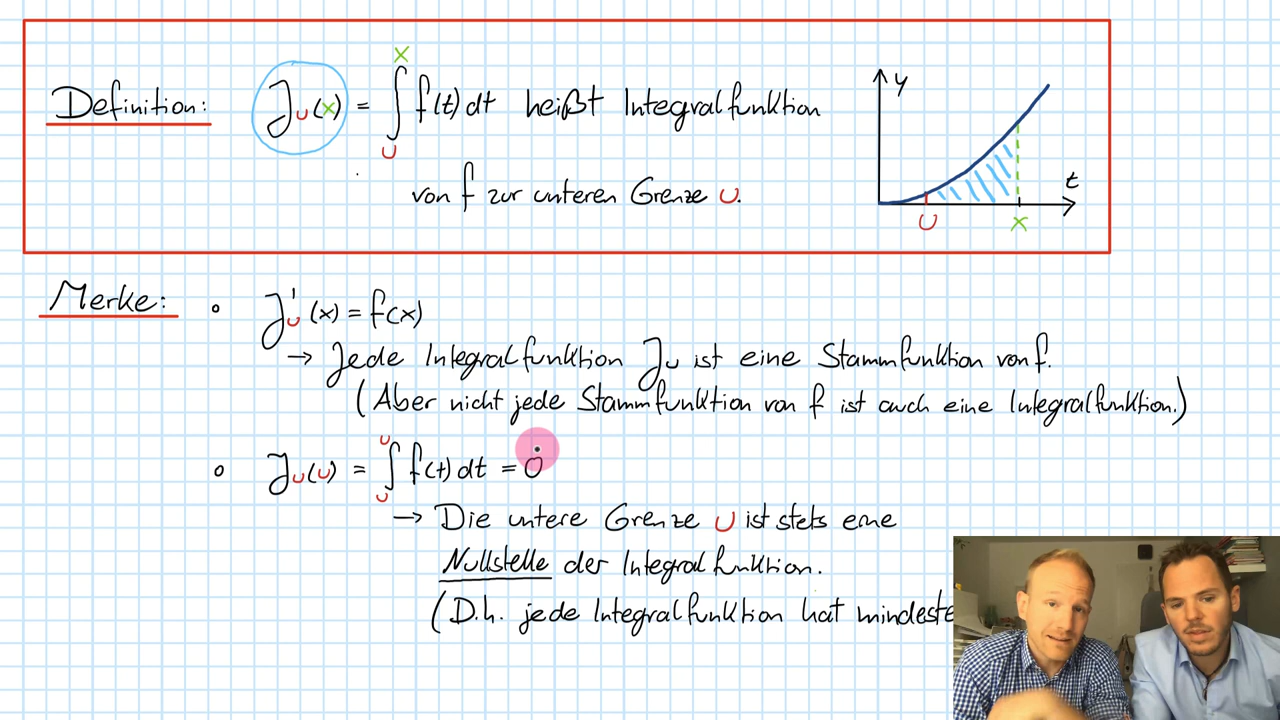 Definition: J_u(x) = ∫_u^x f(t) dt heißt Integralfunktion
von f zur unteren Grenze u.
y
t
u x
Merke: ∘ J_u'(x) = f(x)
→ Jede Integralfunktion J_u ist eine Stammfunktion von f.
(Aber nicht jede Stammfunktion von f ist auch eine Integralfunktion.)
∘ J_u(u) = ∫_u^u f(t) dt = 0
→ Die untere Grenze u ist stets eine
Nullstelle der Integralfunktion.
(D.h. jede Integralfunktion hat mindeste